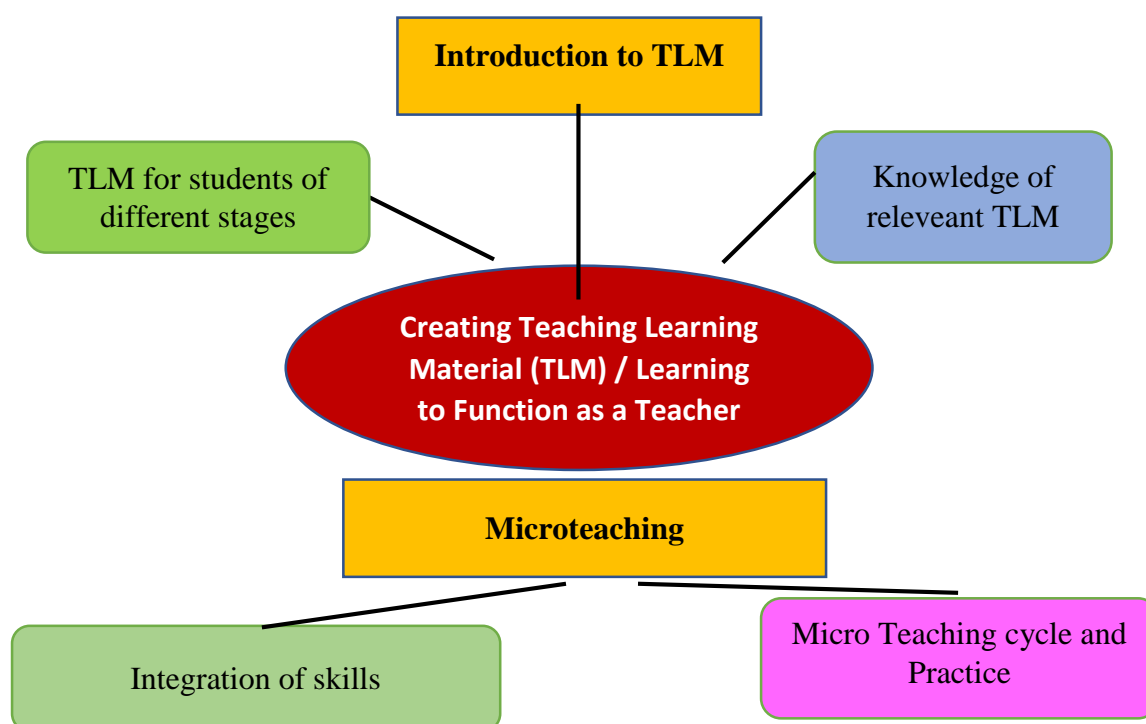 Introduction to TLM
TLM for students of
different stages
Knowledge of
releveant TLM
Creating Teaching Learning
Material (TLM) / Learning
to Function as a Teacher
Microteaching
Integration of skills
Micro Teaching cycle and
Practice